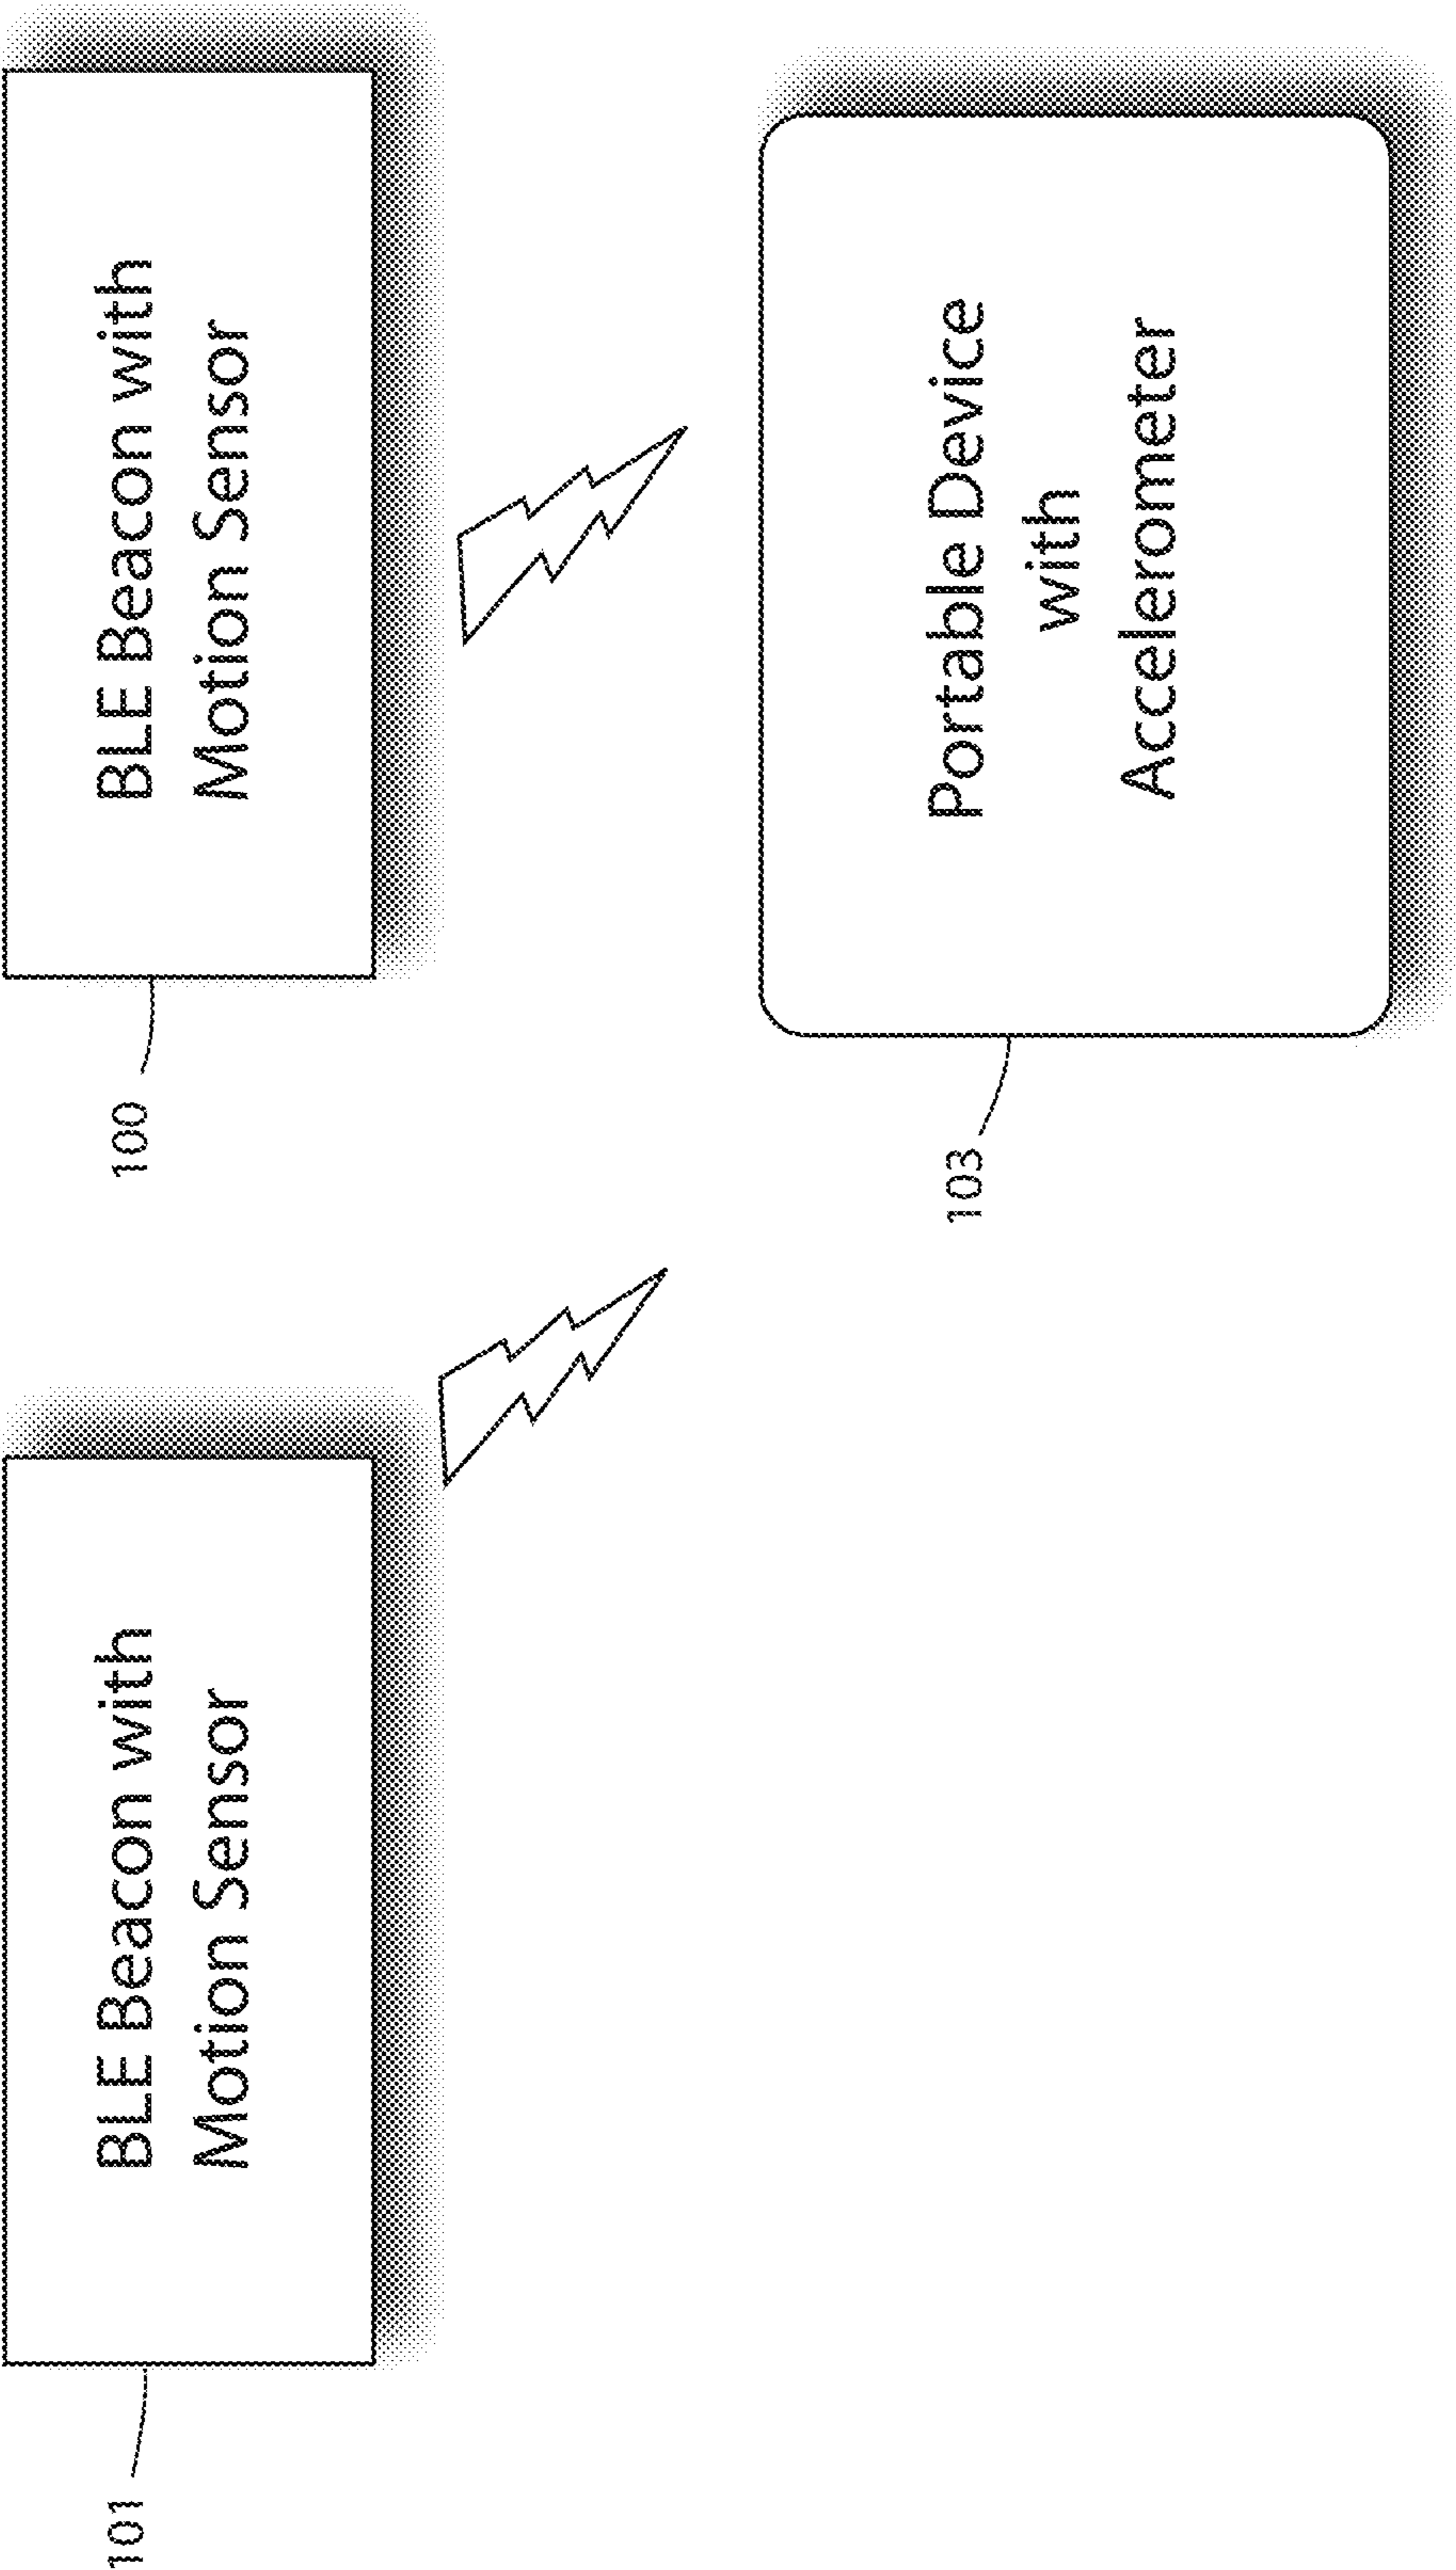 101
BLE Beacon with
Motion Sensor
100
BLE Beacon with
Motion Sensor
103
Portable Device
with
Accelerometer